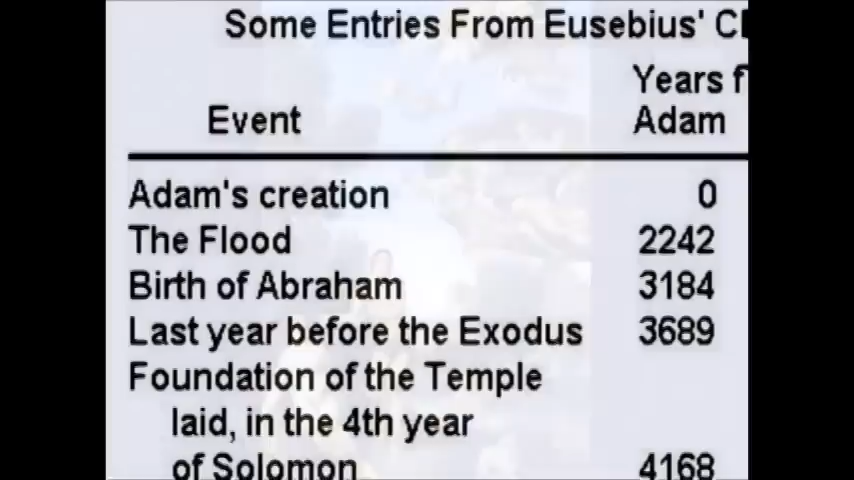 Some Entries From Eusebius'
Years
Event Adam
Adam's creation 0
The Flood 2242
Birth of Abraham 3184
Last year before the Exodus 3689
Foundation of the Temple
laid, in the 4th year
of Solomon 4168